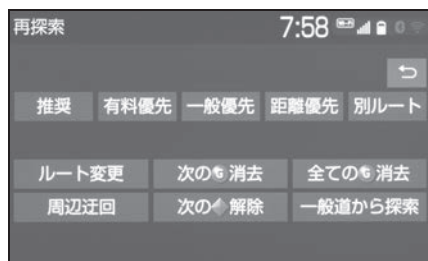 再探索 7:58
推奨 有料優先 一般優先 距離優先 別ルート
ルート変更 次の G 消去 全ての G 消去
周辺迂回 次の 解除 一般道から探索